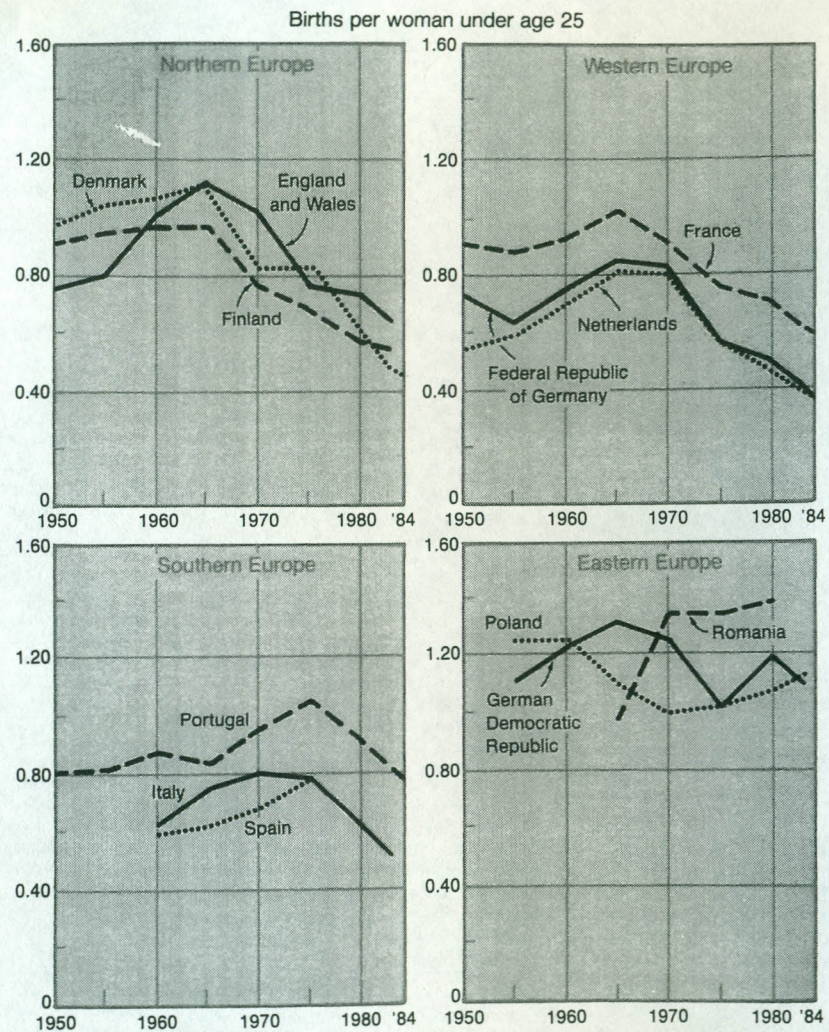 Births per woman under age 25
1.60
Northern Europe
1.20
Denmark
England
and Wales
0.80
Finland
0.40
0
1950 1960 1970 1980 '84
1.60
Western Europe
1.20
France
0.80
Netherlands
Federal Republic
of Germany
0.40
0
1950 1960 1970 1980 '84
1.60
Southern Europe
1.20
Portugal
0.80
Italy
Spain
0.40
0
1950 1960 1970 1980 '84
1.60
Eastern Europe
Poland
Romania
1.20
German
Democratic
Republic
0.80
0.40
0
1950 1960 1970 1980 '84